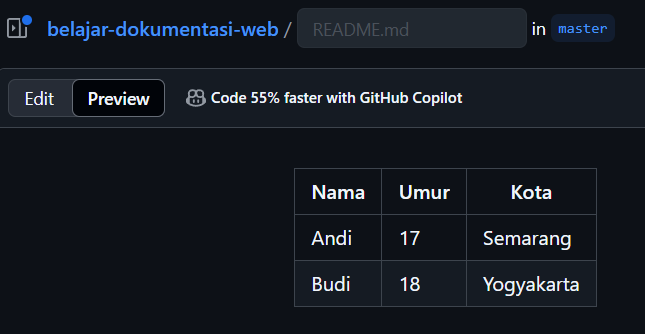 belajar-dokumentasi-web / README.md in master
Edit Preview Code 55% faster with GitHub Copilot
Nama Umur Kota
Andi 17 Semarang
Budi 18 Yogyakarta